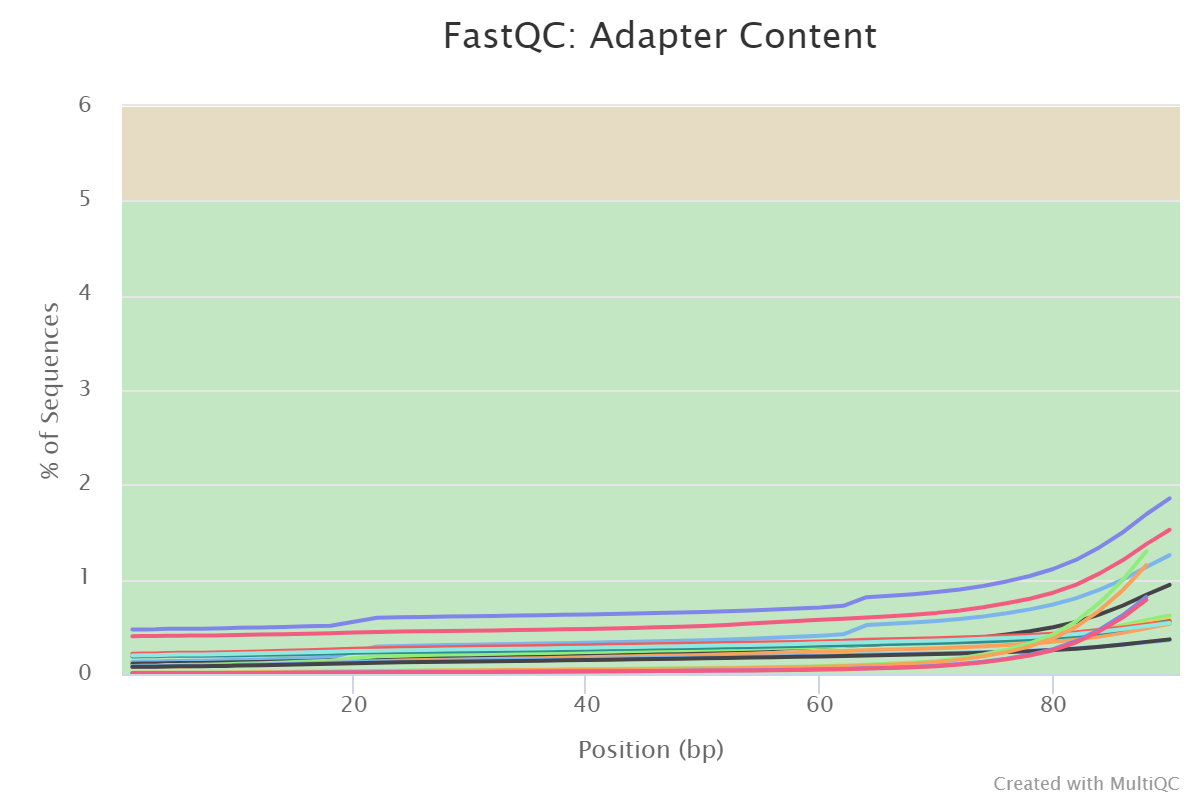 FastQC: Adapter Content
6
5
4
3
2
1
0
% of Sequences
20 40 60 80
Position (bp)
Created with MultiQC